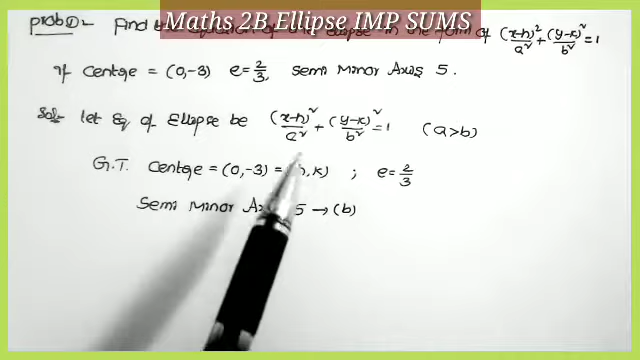 Maths 2B Ellipse IMP SUMS
prob①:- Find the Equation of the Ellipse in the form of (x-h)²/a² + (y-k)²/b² = 1
if Centre = (0,-3) e = 2/3, Semi Minor Axis 5.
Sol:- let Eq of Ellipse be (x-h)²/a² + (y-k)²/b² = 1 (a>b)
G.T. Centre = (0,-3) = k) ; e = 2/3
Semi Minor 5 → (b)